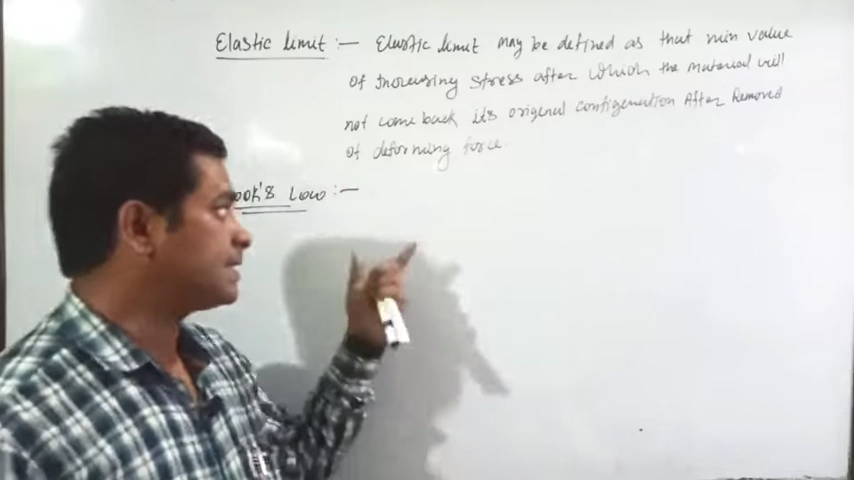 Elastic limit :— Elastic limit may be defined as that min value
of increasing stress after which the material will
not come back its original configuration After Removed
of deforming force.
ook's Law :—